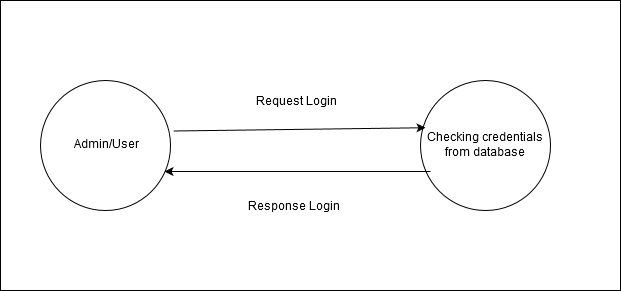 Request Login
Admin/User
Checking credentials
from database
Response Login